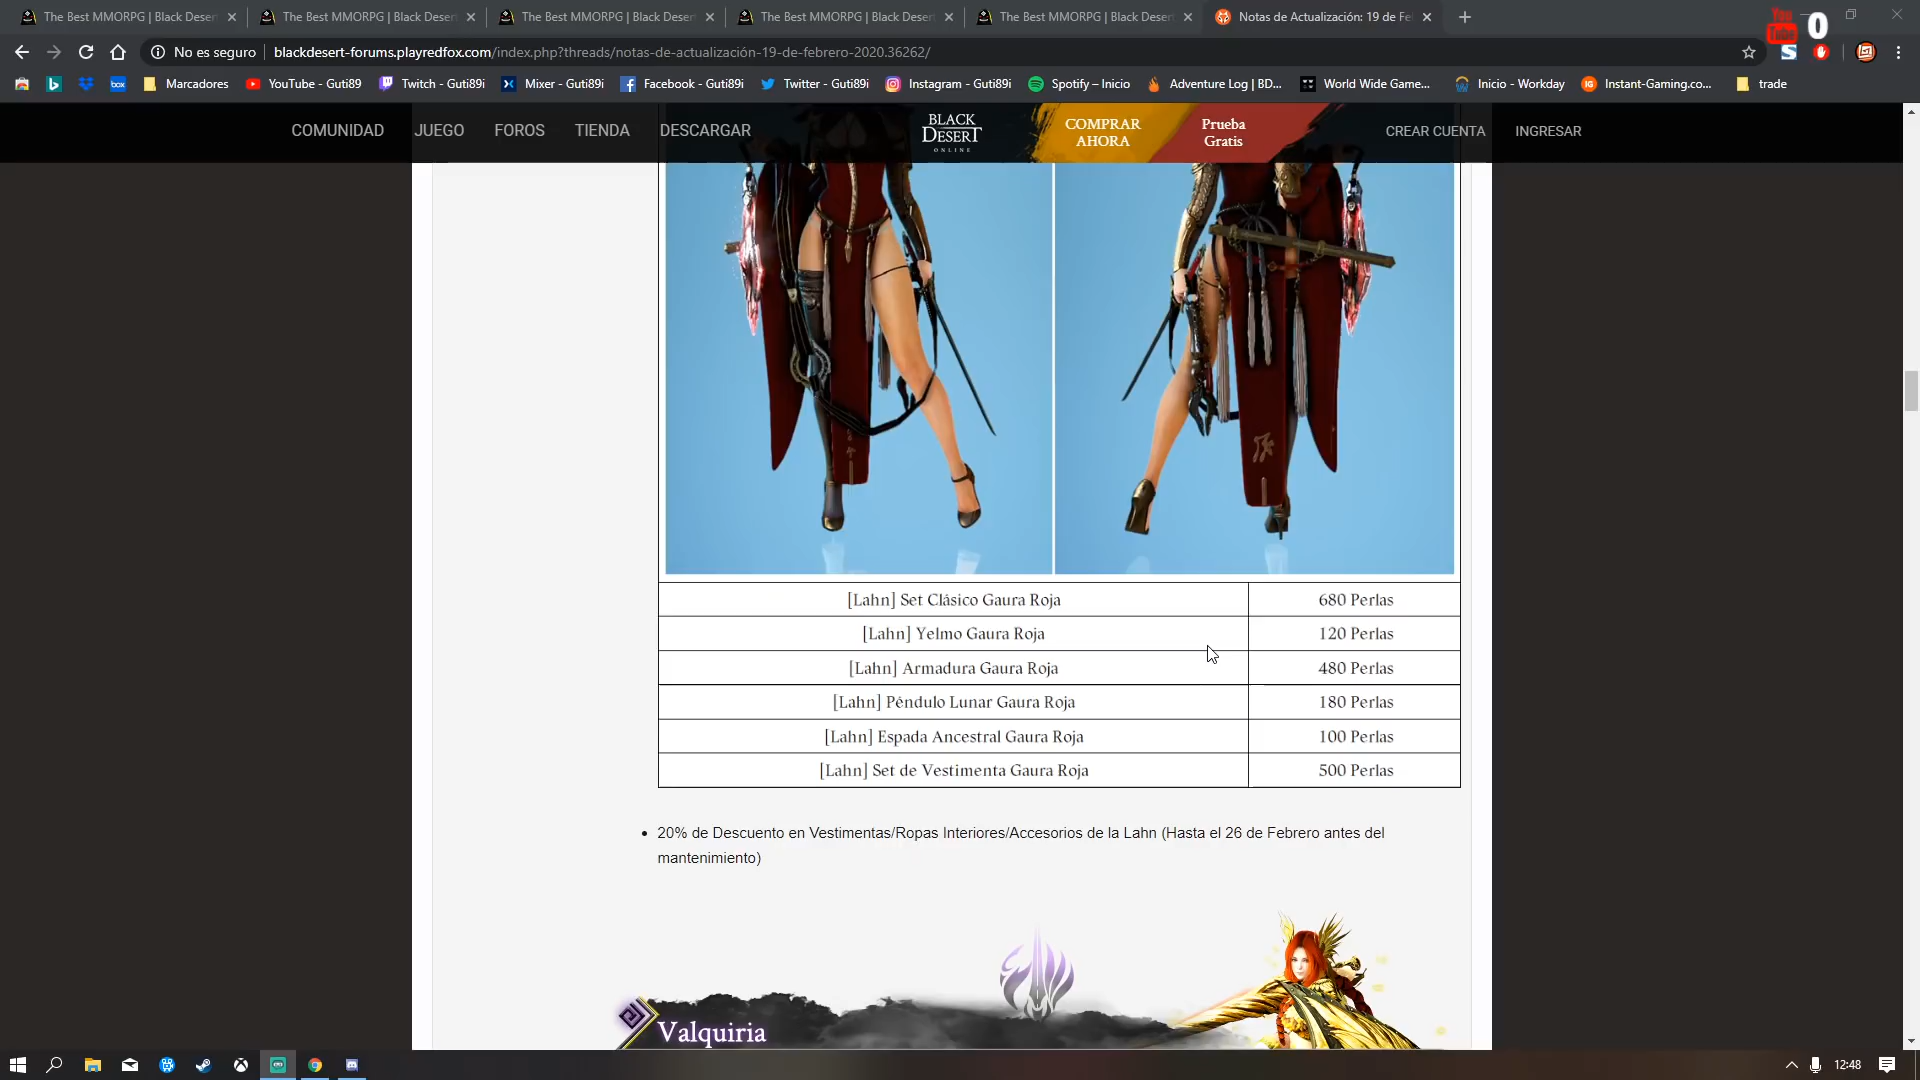 The Best MMORPG | Black Deser
The Best MMORPG | Black Deser
The Best MMORPG | Black Deser
The Best MMORPG | Black Deser
The Best MMORPG | Black Deser
Notas de Actualización: 19 de Fe
You
Tube
0
No es seguro
blackdesert-forums.playredfox.com/index.php?threads/notas-de-actualización-19-de-febrero-2020.36262/
box
Marcadores
YouTube - Guti89
Twitch - Guti89i
Mixer - Guti89i
Facebook - Guti89i
Twitter - Guti89i
Instagram - Guti89i
Spotify – Inicio
Adventure Log | BD...
World Wide Game...
Inicio - Workday
IG
Instant-Gaming.co...
trade
COMUNIDAD
JUEGO
FOROS
TIENDA
DESCARGAR
BLACK
DESERT
ONLINE
COMPRAR
AHORA
Prueba
Gratis
CREAR CUENTA
INGRESAR
[Lahn] Set Clásico Gaura Roja
680 Perlas
[Lahn] Yelmo Gaura Roja
120 Perlas
[Lahn] Armadura Gaura Roja
480 Perlas
[Lahn] Péndulo Lunar Gaura Roja
180 Perlas
[Lahn] Espada Ancestral Gaura Roja
100 Perlas
[Lahn] Set de Vestimenta Gaura Roja
500 Perlas
20% de Descuento en Vestimentas/Ropas Interiores/Accesorios de la Lahn (Hasta el 26 de Febrero antes del
mantenimiento)
Valquiria
12:48